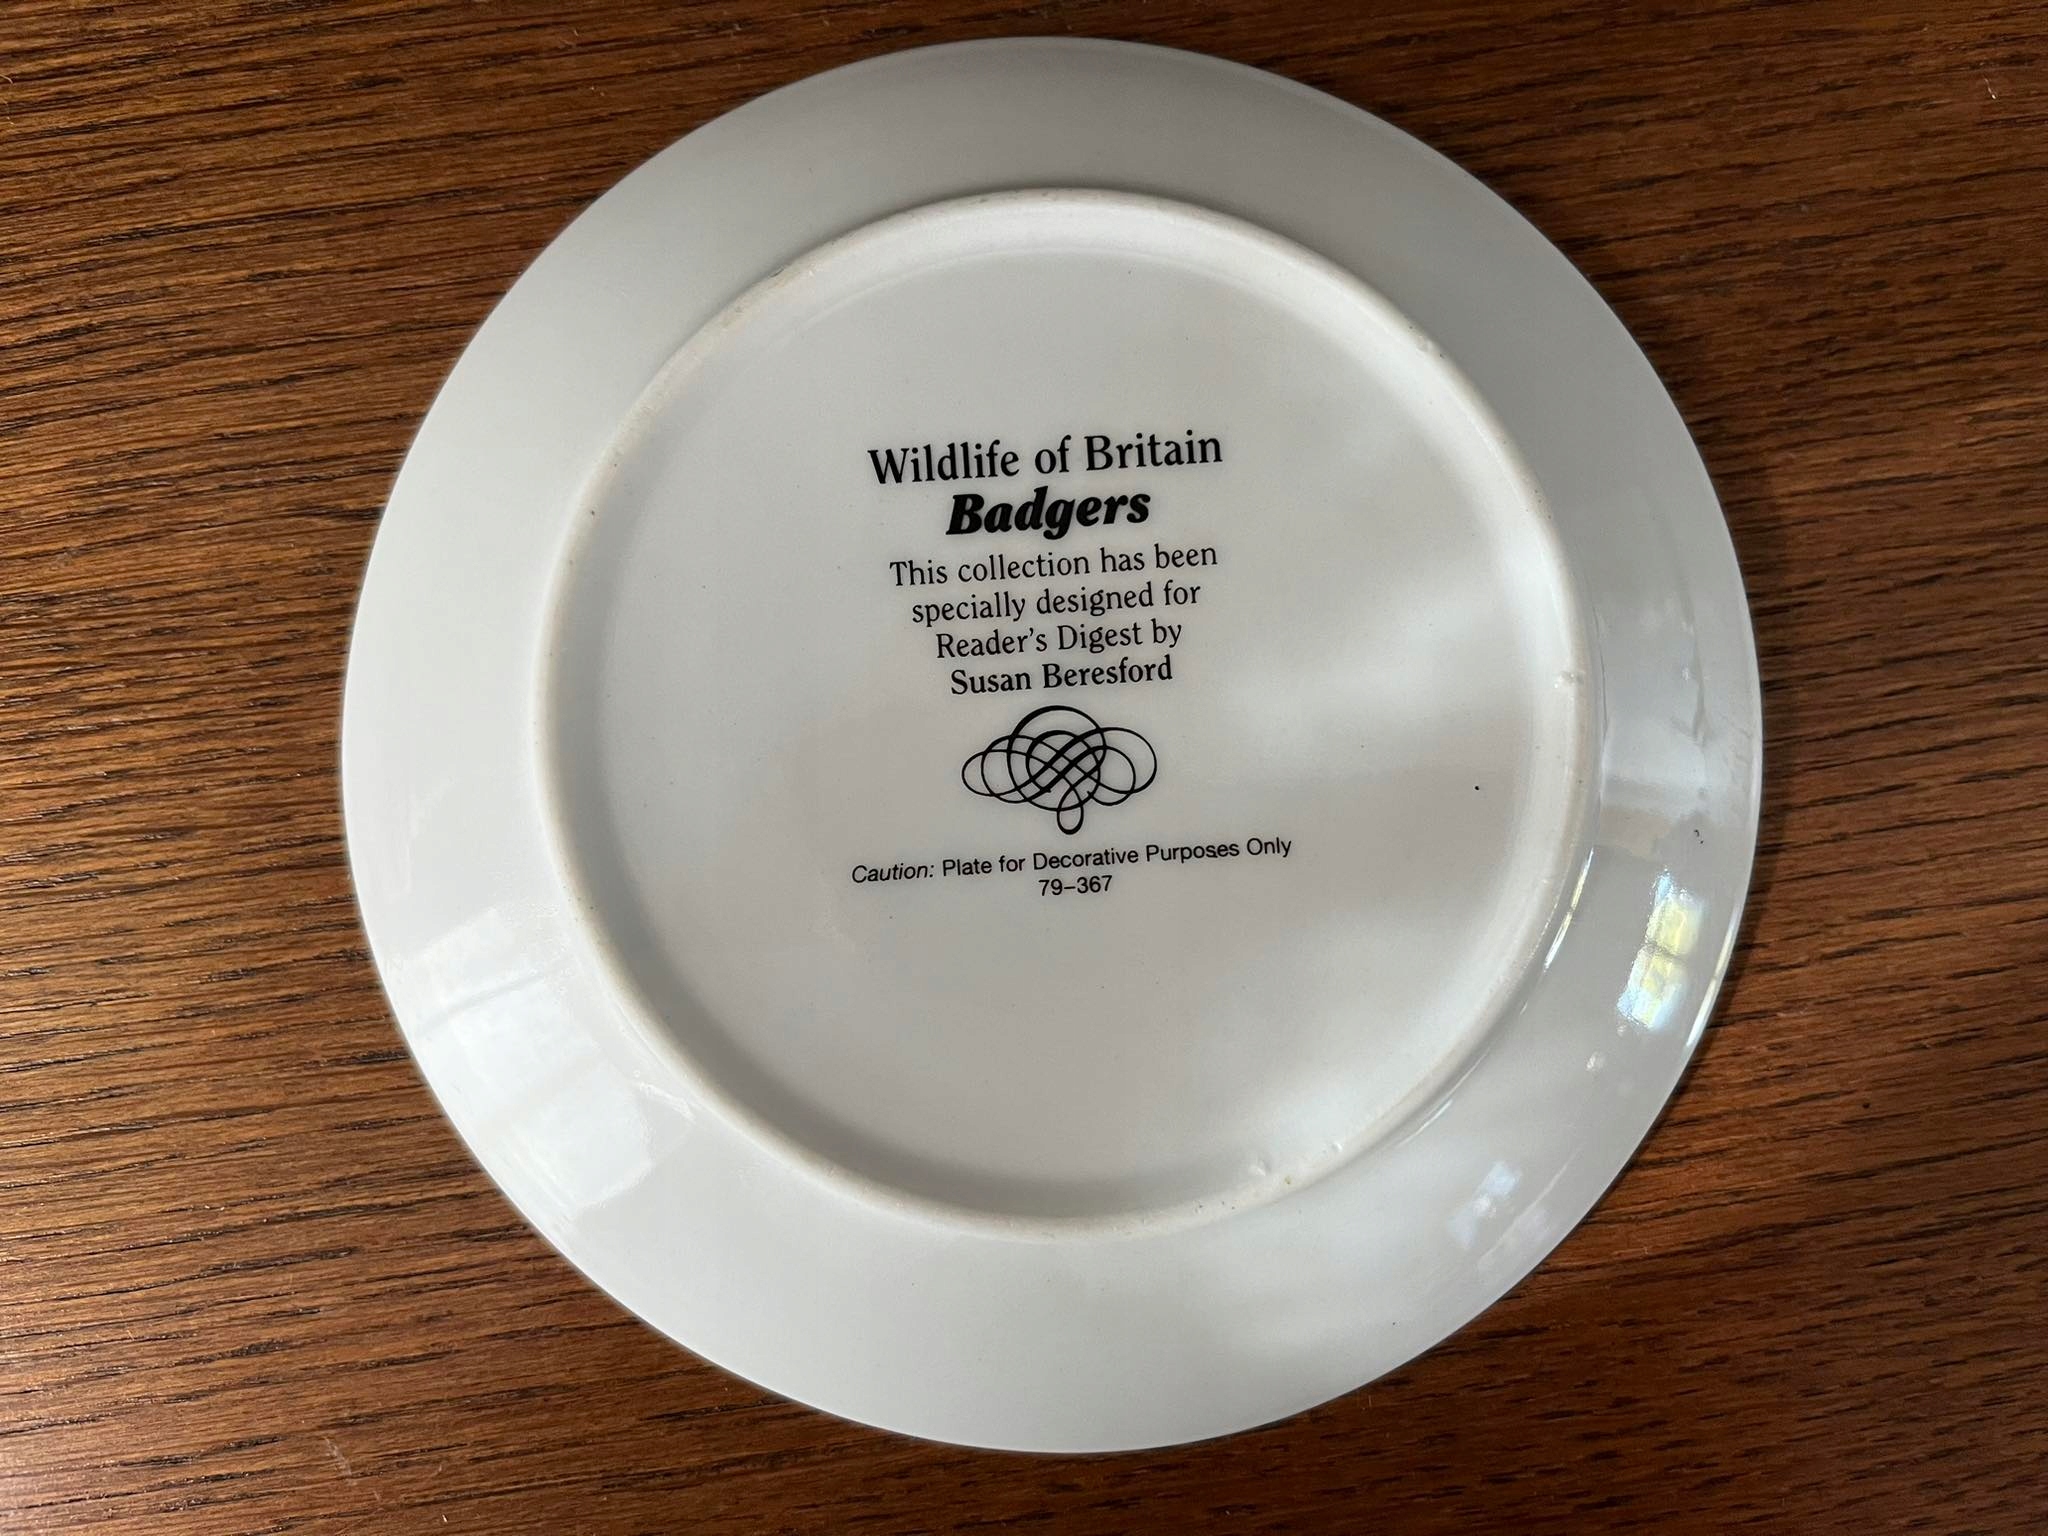 Wildlife of Britain
Badgers
This collection has been
specially designed for
Reader's Digest by
Susan Beresford
Caution: Plate for Decorative Purposes Only
79–367